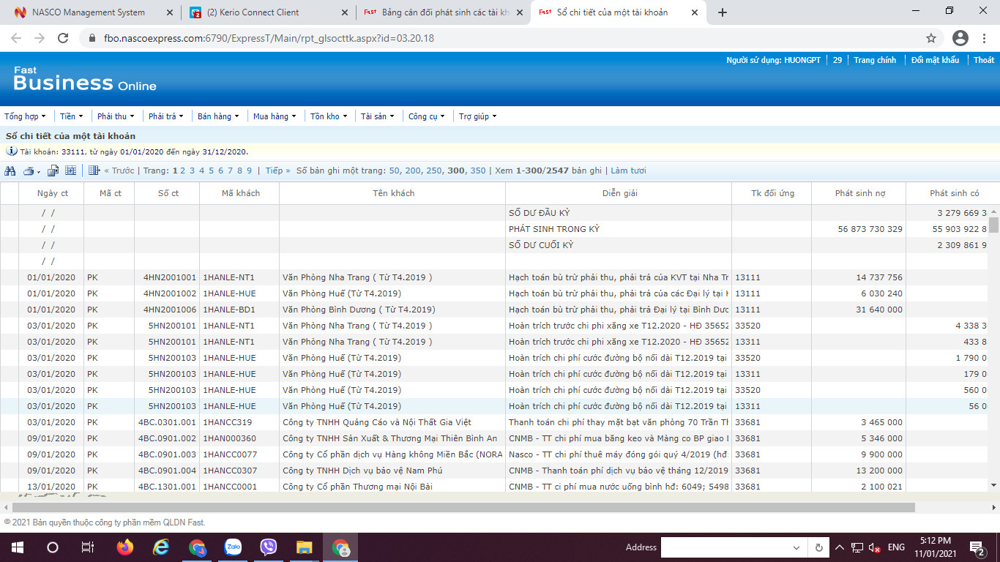 NASCO Management System
(2) Kerio Connect Client
Fast Bảng cân đối phát sinh các tài kh
Fast Sổ chi tiết của một tài khoản
fbo.nascoexpress.com:6790/ExpressT/Main/rpt_glsocttk.aspx?id=03.20.18
Người sử dụng: HUONGPT 29 Trang chính Đổi mật khẩu Thoát
Fast
Business Online
Tổng hợp Tiền Phải thu Phải trả Bán hàng Mua hàng Tồn kho Tài sản Công cụ Trợ giúp
Sổ chi tiết của một tài khoản
Tài khoản: 33111, từ ngày 01/01/2020 đến ngày 31/12/2020.
« Trước | Trang: 1 2 3 4 5 6 7 8 9 | Tiếp » Số bản ghi một trang: 50, 200, 250, 300, 350 | Xem 1-300/2547 bản ghi | Làm tươi
Ngày ct Mã ct Số ct Mã khách Tên khách Diễn giải Tk đối ứng Phát sinh nợ Phát sinh có
/ / SỐ DƯ ĐẦU KỲ 3 279 669 3
/ / PHÁT SINH TRONG KỲ 56 873 730 329 55 903 922 8
/ / SỐ DƯ CUỐI KỲ 2 309 861 9
/ /
01/01/2020 PK 4HN2001001 1HANLE-NT1 Văn Phòng Nha Trang ( Từ T4.2019 ) Hạch toán bù trừ phải thu, phải trả của KVT tại Nha Tr 13111 14 737 756
01/01/2020 PK 4HN2001002 1HANLE-HUE Văn Phòng Huế (Từ T4.2019) Hạch toán bù trừ phải thu, phải trả của các Đại lý tại H 13111 6 030 240
01/01/2020 PK 4HN2001006 1HANLE-BD1 Văn Phòng Bình Dương ( Từ T4.2019) Hạch toán bù trừ phải thu, phải trả Đại lý tại Bình Dươ 13111 31 640 000
03/01/2020 PK 5HN200101 1HANLE-NT1 Văn Phòng Nha Trang ( Từ T4.2019 ) Hoàn trích trước chi phi xăng xe T12.2020 - HĐ 35652 33520 4 338 3
03/01/2020 PK 5HN200101 1HANLE-NT1 Văn Phòng Nha Trang ( Từ T4.2019 ) Hoàn trích trước chi phi xăng xe T12.2020 - HĐ 35652 13311 433 8
03/01/2020 PK 5HN200103 1HANLE-HUE Văn Phòng Huế (Từ T4.2019) Hoàn trích chi phí cước đường bộ nối dài T12.2019 tại 33520 1 790 0
03/01/2020 PK 5HN200103 1HANLE-HUE Văn Phòng Huế (Từ T4.2019) Hoàn trích chi phí cước đường bộ nối dài T12.2019 tại 13311 179 0
03/01/2020 PK 5HN200103 1HANLE-HUE Văn Phòng Huế (Từ T4.2019) Hoàn trích chi phí cước đường bộ nối dài T12.2019 tại 33520 560 0
03/01/2020 PK 5HN200103 1HANLE-HUE Văn Phòng Huế (Từ T4.2019) Hoàn trích chi phí cước đường bộ nối dài T12.2019 tại 13311 56 0
03/01/2020 PK 4BC.0301.001 1HANCC319 Công ty TNHH Quảng Cáo và Nội Thất Gia Việt Thanh toán chi phí thay mặt bạt văn phòng 70 Trần Th 33681 3 465 000
09/01/2020 PK 4BC.0901.002 1HAN000360 Công ty TNHH Sản Xuất & Thương Mại Thiên Bình An CNMB - TT chi phí mua băng keo và Màng co BP giao 33681 5 346 000
09/01/2020 PK 4BC.0901.003 1HANCC0077 Công ty Cổ phần dịch vụ Hàng không Miền Bắc (NORA Nasco - TT chi phí thuê máy đóng gói quý 4/2019 (hđ: 33681 9 900 000
09/01/2020 PK 4BC.0901.004 1HANCC0307 Công ty TNHH Dịch vụ bảo vệ Nam Phú CNMB - Thanh toán phí dịch vụ bảo vệ tháng 12/2019 33681 13 200 000
13/01/2020 PK 4BC.1301.001 1HANCC0001 Công ty Cổ phần Thương mại Nội Bài CNMB - TT ci phí mua nước uống bình hđ: 6049; 5498 33681 2 100 021
© 2021 Bản quyền thuộc công ty phần mềm QLDN Fast.
Zalo
Address
ENG
5:12 PM
11/01/2021
2